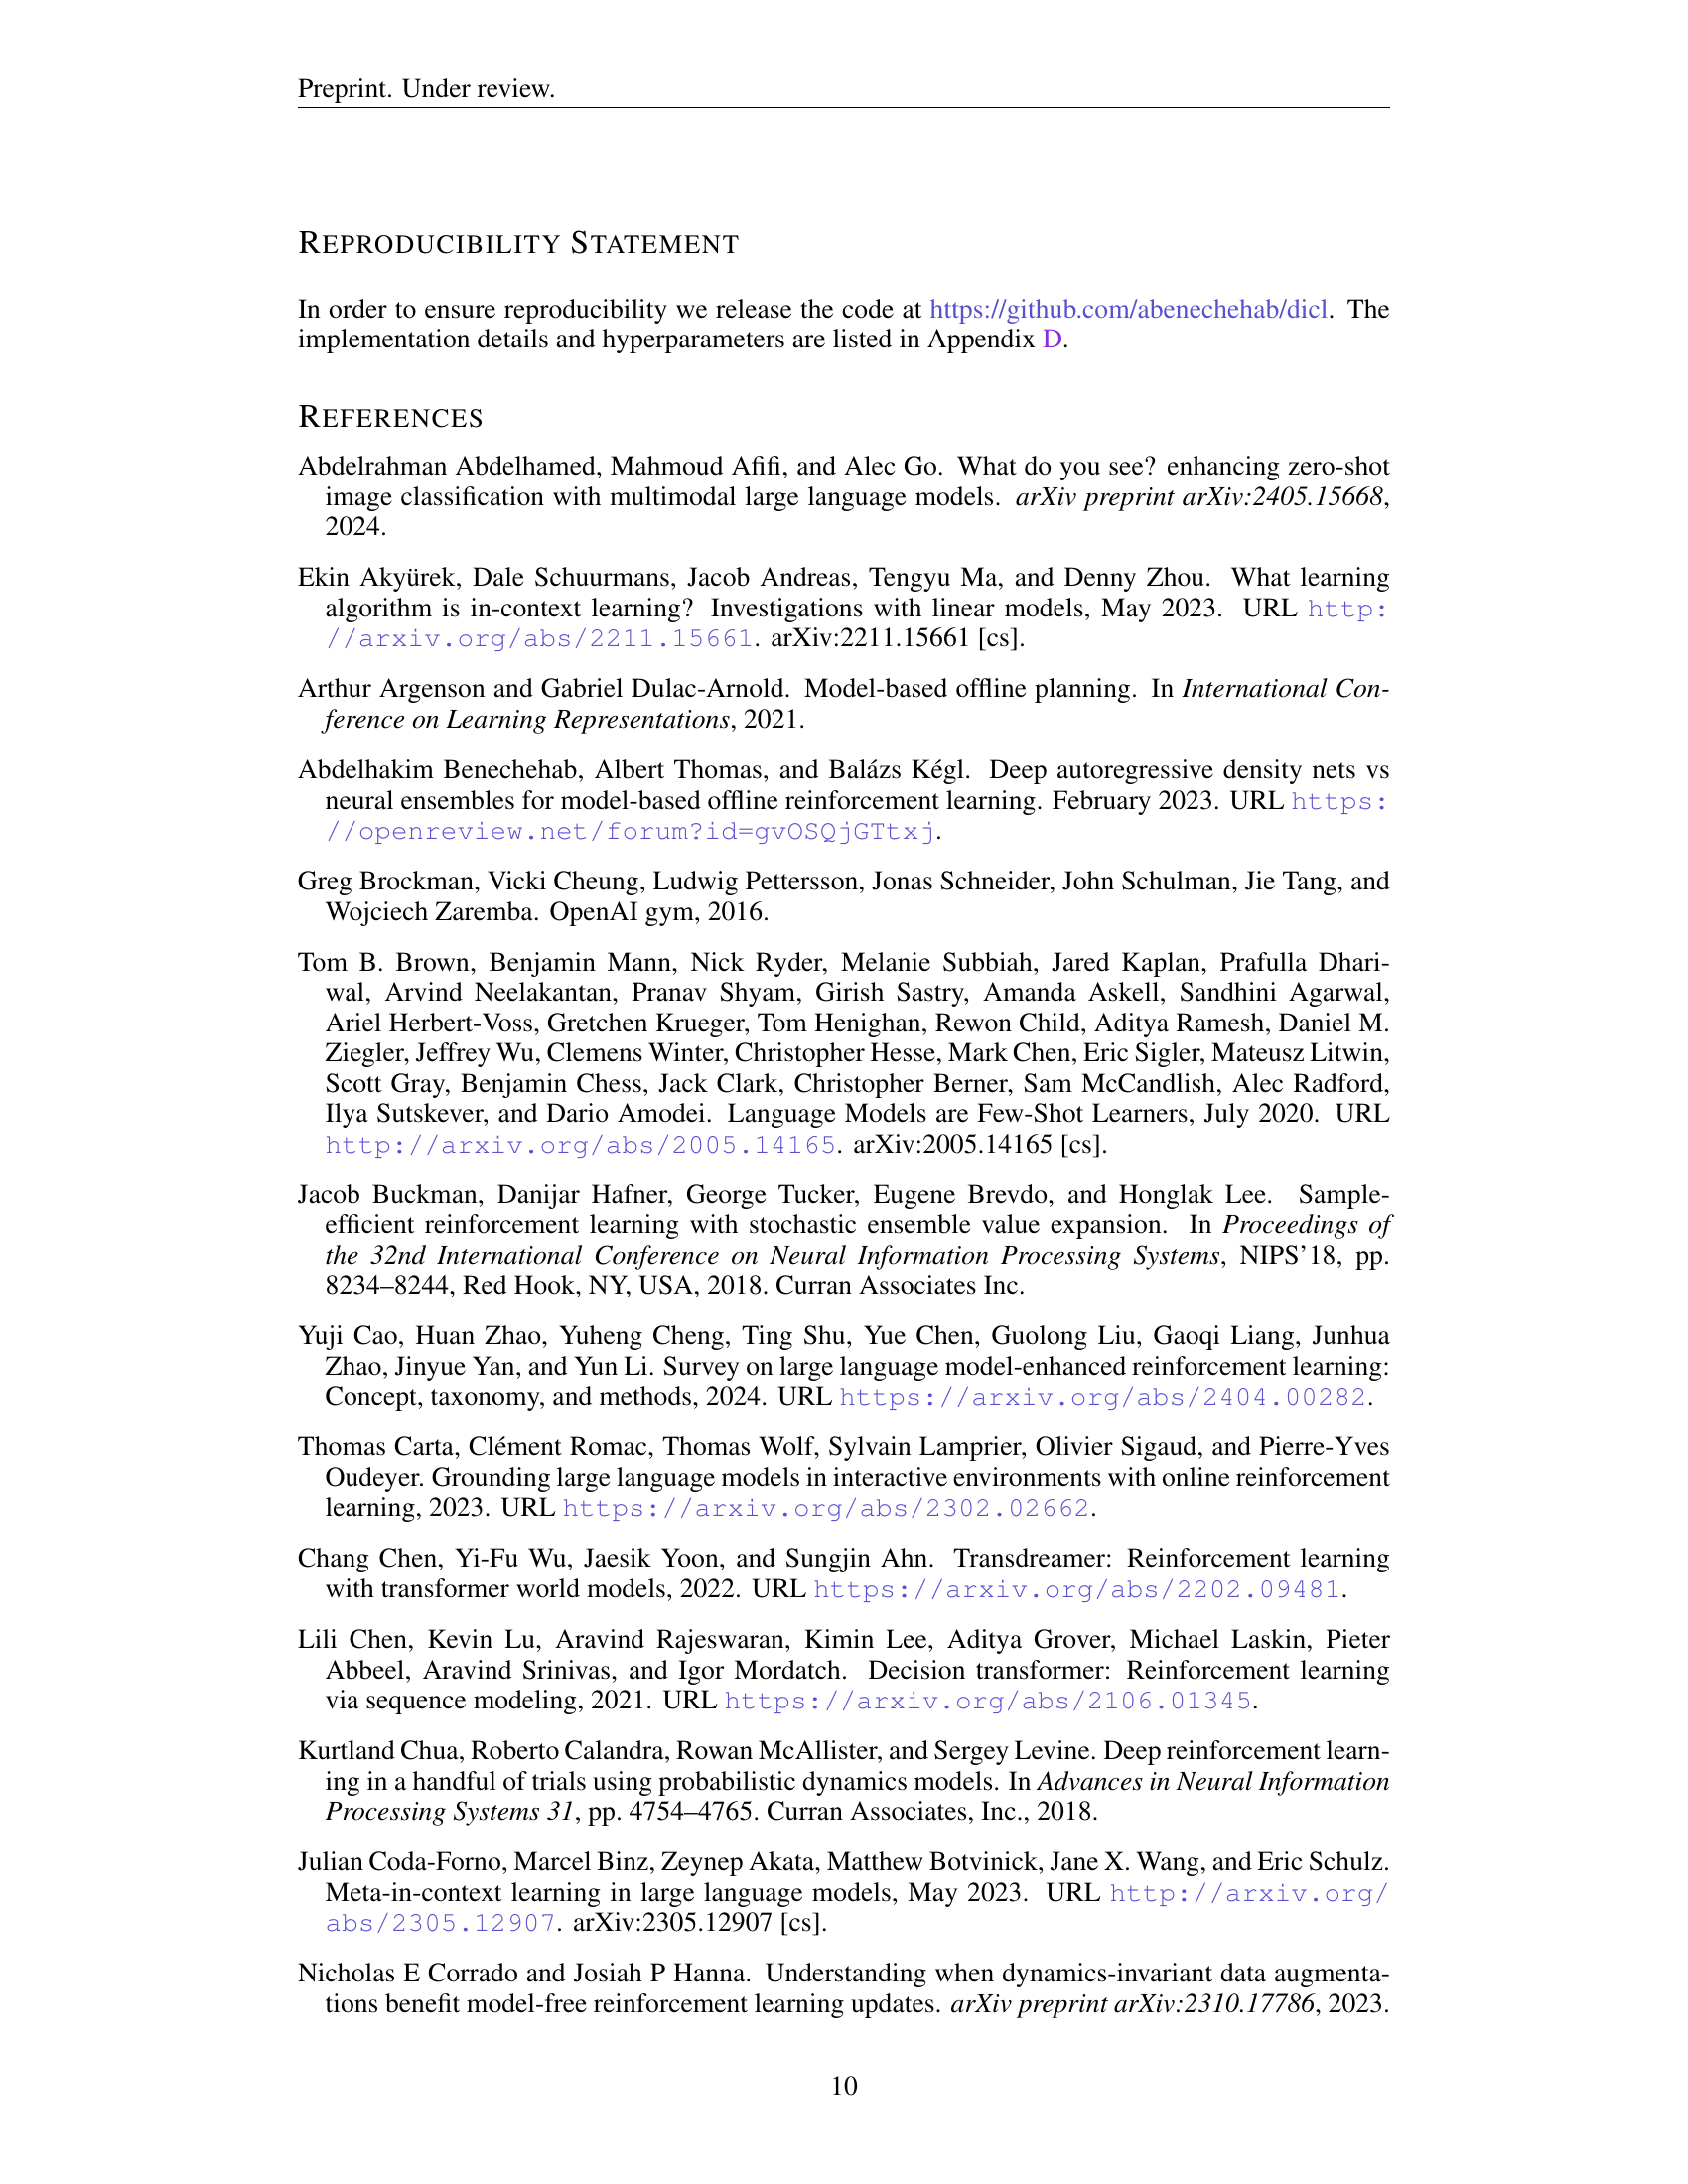 Preprint. Under review.
REPRODUCIBILITY STATEMENT
In order to ensure reproducibility we release the code at https://github.com/abenechehab/dicl. The
implementation details and hyperparameters are listed in Appendix D.
REFERENCES
Abdelrahman Abdelhamed, Mahmoud Afifi, and Alec Go. What do you see? enhancing zero-shot
image classification with multimodal large language models. arXiv preprint arXiv:2405.15668,
2024.
Ekin Akyürek, Dale Schuurmans, Jacob Andreas, Tengyu Ma, and Denny Zhou. What learning
algorithm is in-context learning? Investigations with linear models, May 2023. URL http:
//arxiv.org/abs/2211.15661. arXiv:2211.15661 [cs].
Arthur Argenson and Gabriel Dulac-Arnold. Model-based offline planning. In International Con-
ference on Learning Representations, 2021.
Abdelhakim Benechehab, Albert Thomas, and Balázs Kégl. Deep autoregressive density nets vs
neural ensembles for model-based offline reinforcement learning. February 2023. URL https:
//openreview.net/forum?id=gvOSQjGTtxj.
Greg Brockman, Vicki Cheung, Ludwig Pettersson, Jonas Schneider, John Schulman, Jie Tang, and
Wojciech Zaremba. OpenAI gym, 2016.
Tom B. Brown, Benjamin Mann, Nick Ryder, Melanie Subbiah, Jared Kaplan, Prafulla Dhari-
wal, Arvind Neelakantan, Pranav Shyam, Girish Sastry, Amanda Askell, Sandhini Agarwal,
Ariel Herbert-Voss, Gretchen Krueger, Tom Henighan, Rewon Child, Aditya Ramesh, Daniel M.
Ziegler, Jeffrey Wu, Clemens Winter, Christopher Hesse, Mark Chen, Eric Sigler, Mateusz Litwin,
Scott Gray, Benjamin Chess, Jack Clark, Christopher Berner, Sam McCandlish, Alec Radford,
Ilya Sutskever, and Dario Amodei. Language Models are Few-Shot Learners, July 2020. URL
http://arxiv.org/abs/2005.14165. arXiv:2005.14165 [cs].
Jacob Buckman, Danijar Hafner, George Tucker, Eugene Brevdo, and Honglak Lee. Sample-
efficient reinforcement learning with stochastic ensemble value expansion. In Proceedings of
the 32nd International Conference on Neural Information Processing Systems, NIPS'18, pp.
8234–8244, Red Hook, NY, USA, 2018. Curran Associates Inc.
Yuji Cao, Huan Zhao, Yuheng Cheng, Ting Shu, Yue Chen, Guolong Liu, Gaoqi Liang, Junhua
Zhao, Jinyue Yan, and Yun Li. Survey on large language model-enhanced reinforcement learning:
Concept, taxonomy, and methods, 2024. URL https://arxiv.org/abs/2404.00282.
Thomas Carta, Clément Romac, Thomas Wolf, Sylvain Lamprier, Olivier Sigaud, and Pierre-Yves
Oudeyer. Grounding large language models in interactive environments with online reinforcement
learning, 2023. URL https://arxiv.org/abs/2302.02662.
Chang Chen, Yi-Fu Wu, Jaesik Yoon, and Sungjin Ahn. Transdreamer: Reinforcement learning
with transformer world models, 2022. URL https://arxiv.org/abs/2202.09481.
Lili Chen, Kevin Lu, Aravind Rajeswaran, Kimin Lee, Aditya Grover, Michael Laskin, Pieter
Abbeel, Aravind Srinivas, and Igor Mordatch. Decision transformer: Reinforcement learning
via sequence modeling, 2021. URL https://arxiv.org/abs/2106.01345.
Kurtland Chua, Roberto Calandra, Rowan McAllister, and Sergey Levine. Deep reinforcement learn-
ing in a handful of trials using probabilistic dynamics models. In Advances in Neural Information
Processing Systems 31, pp. 4754–4765. Curran Associates, Inc., 2018.
Julian Coda-Forno, Marcel Binz, Zeynep Akata, Matthew Botvinick, Jane X. Wang, and Eric Schulz.
Meta-in-context learning in large language models, May 2023. URL http://arxiv.org/
abs/2305.12907. arXiv:2305.12907 [cs].
Nicholas E Corrado and Josiah P Hanna. Understanding when dynamics-invariant data augmenta-
tions benefit model-free reinforcement learning updates. arXiv preprint arXiv:2310.17786, 2023.
10